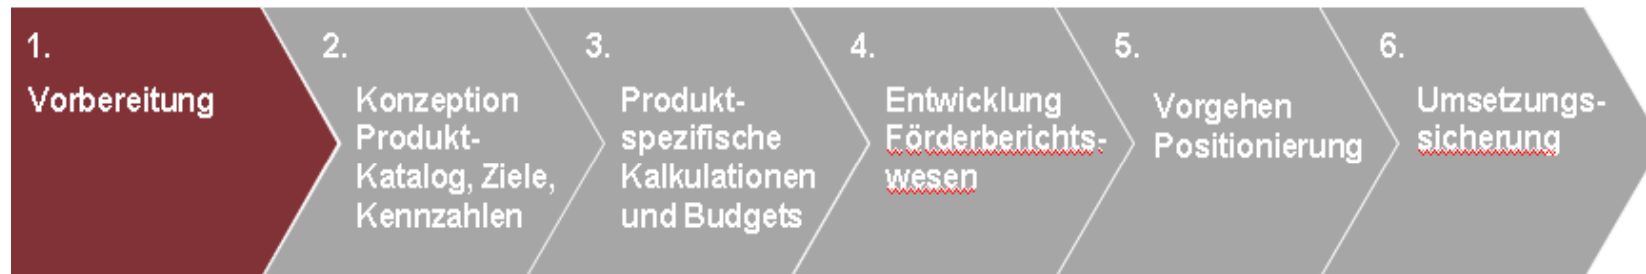 1.
Vorbereitung
2.
Konzeption
Produkt-
Katalog, Ziele,
Kennzahlen
3.
Produkt-
spezifische
Kalkulationen
und Budgets
4.
Entwicklung
Förderberichts-
wesen
5.
Vorgehen
Positionierung
6.
Umsetzungs-
sicherung